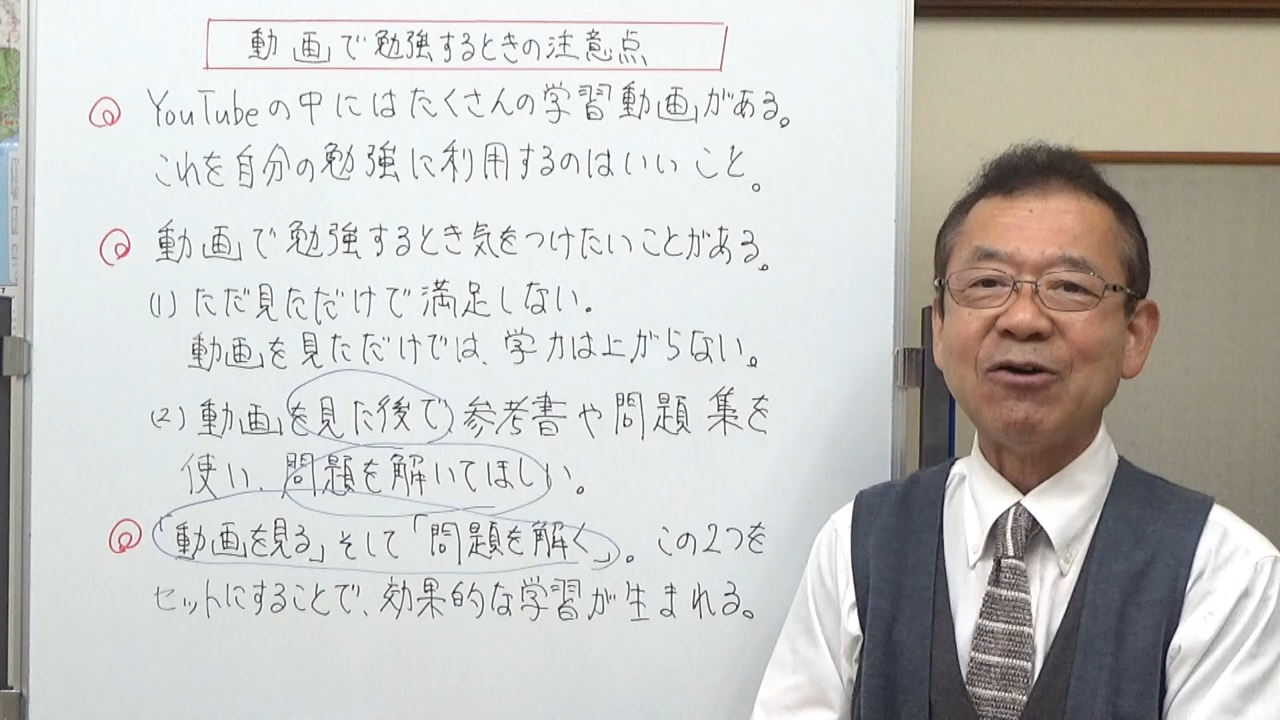 動画で勉強するときの注意点
YouTubeの中にはたくさんの学習動画がある。
これを自分の勉強に利用するのはいいこと。
動画で勉強するとき気をつけたいことがある。
(1) ただ見ただけで満足しない。
動画を見ただけでは、学力は上がらない。
(2) 動画を見た後で参考書や問題集を
使い、問題を解いてほしい。
「動画を見る」そして「問題を解く」。この2つを
セットにすることで、効果的な学習が生まれる。